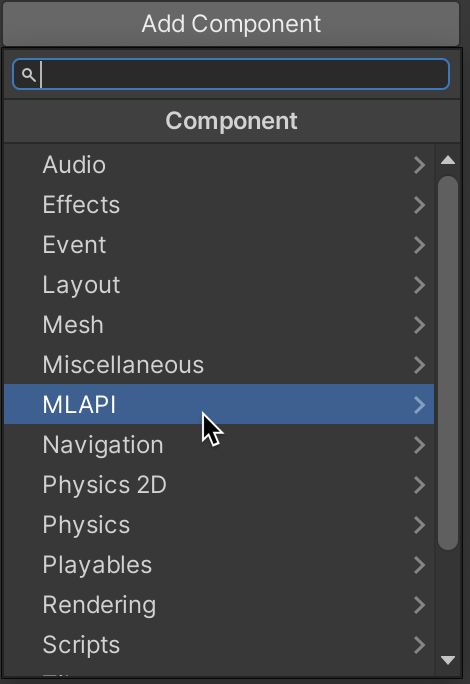 Add Component
Component
Audio
Effects
Event
Layout
Mesh
Miscellaneous
MLAPI
Navigation
Physics 2D
Physics
Playables
Rendering
Scripts